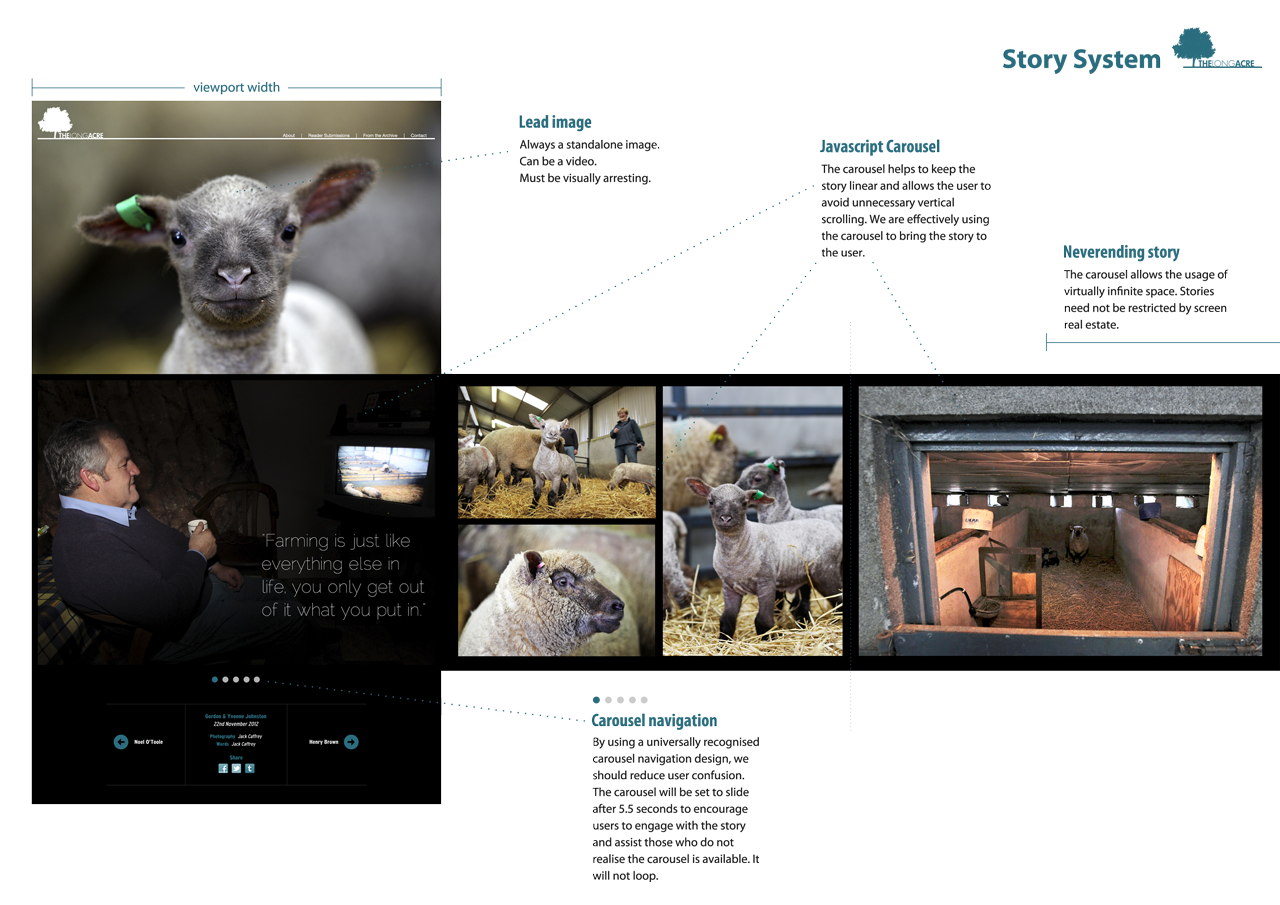 Story System
THELONGACRE
viewport width
THELONGACRE
About | Reader Submissions | From the Archive | Contact
Lead image
Always a standalone image.
Can be a video.
Must be visually arresting.
Javascript Carousel
The carousel helps to keep the
story linear and allows the user to
avoid unnecessary vertical
scrolling. We are effectively using
the carousel to bring the story to
the user.
Neverending story
The carousel allows the usage of
virtually infinite space. Stories
need not be restricted by screen
real estate.
"Farming is just like
everything else in
life, you only get out
of it what you put in."
Noel O'Toole
Gordon & Yvonne Johnston
22nd November 2012
Photography Jack Caffrey
Words Jack Caffrey
Share
f t t
Henry Brown
Carousel navigation
By using a universally recognised
carousel navigation design, we
should reduce user confusion.
The carousel will be set to slide
after 5.5 seconds to encourage
users to engage with the story
and assist those who do not
realise the carousel is available. It
will not loop.